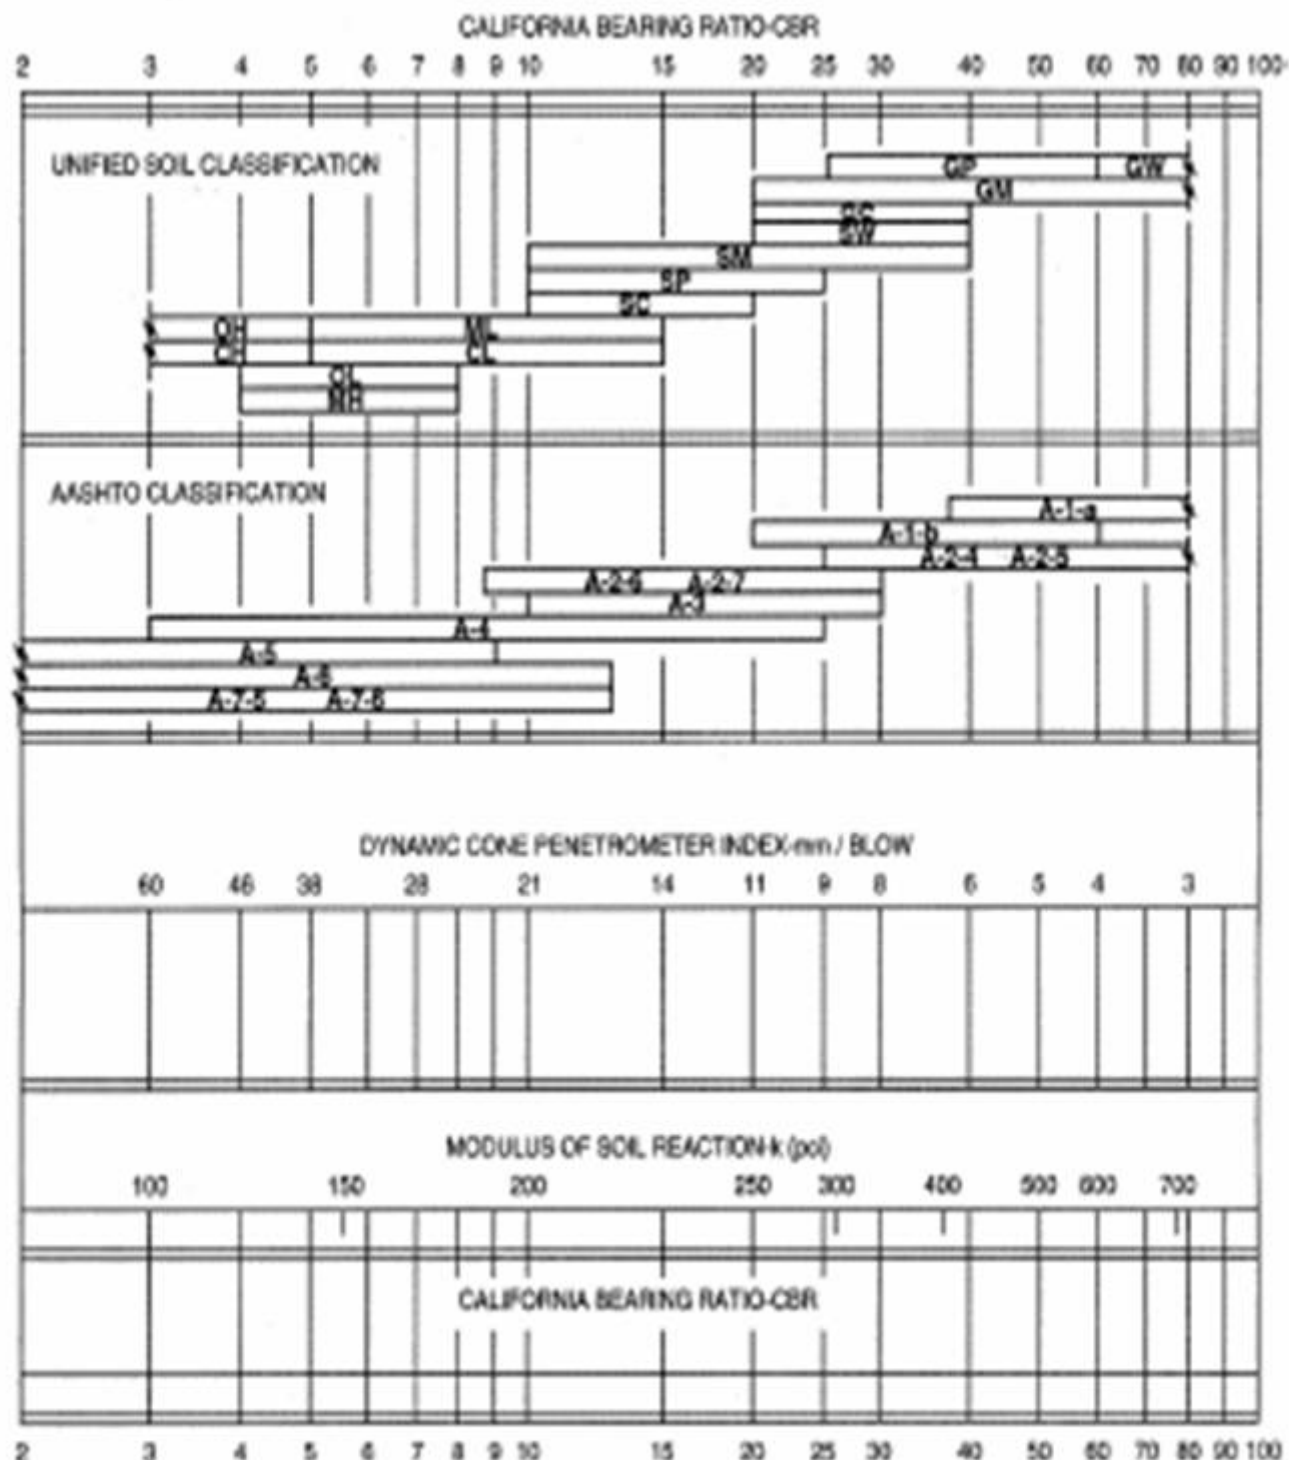 CALIFORNIA BEARING RATIO-CBR
2 3 4 5 6 7 8 9 10 15 20 25 30 40 50 60 70 80 90 100
UNIFIED SOIL CLASSIFICATION
GP GW
GM
GC
SW
SM
SP
SC
OH ML
CH CL
OL
MH
AASHTO CLASSIFICATION
A-1-a
A-1-b
A-2-4 A-2-5
A-2-6 A-2-7
A-3
A-4
A-5
A-6
A-7-5 A-7-6
DYNAMIC CONE PENETROMETER INDEX-mm / BLOW
60 46 38 28 21 14 11 9 8 6 5 4 3
MODULUS OF SOIL REACTION-k (pci)
100 150 200 250 300 400 500 600 700
CALIFORNIA BEARING RATIO-CBR
2 3 4 5 6 7 8 9 10 15 20 25 30 40 50 60 70 80 90 100